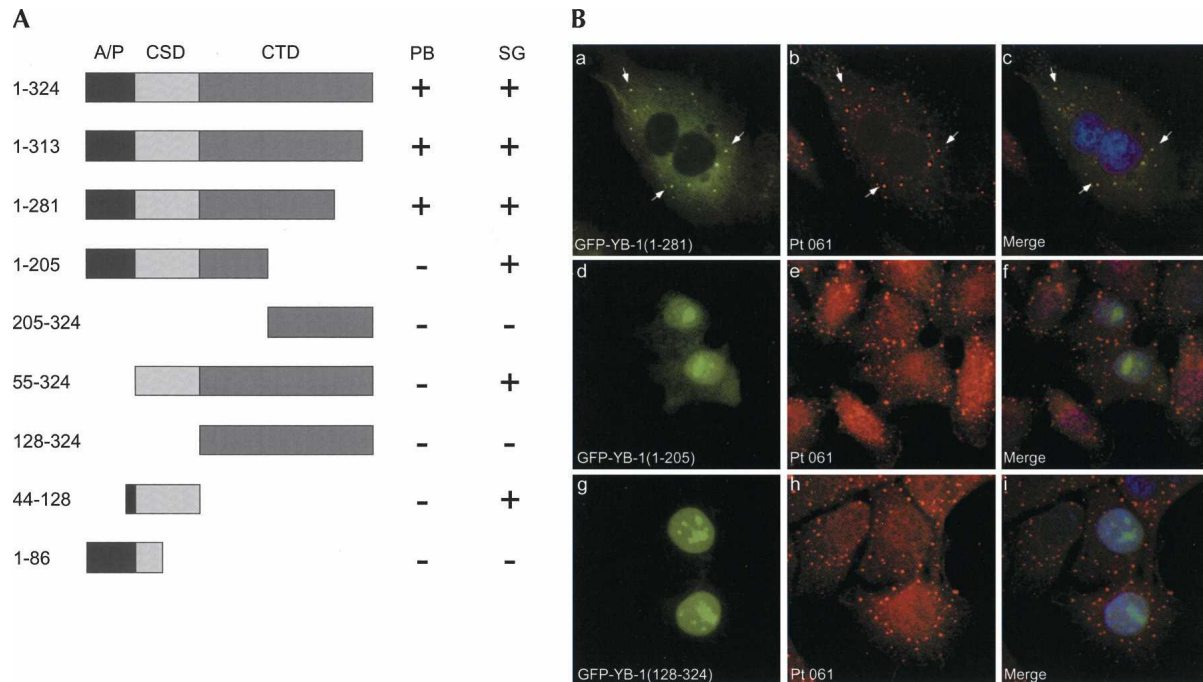 A
A/P CSD CTD PB SG
1-324 + +
1-313 + +
1-281 + +
1-205 - +
205-324 - -
55-324 - +
128-324 - -
44-128 - +
1-86 - -
B
a b c
GFP-YB-1(1-281) Pt 061 Merge
d e f
GFP-YB-1(1-205) Pt 061 Merge
g h i
GFP-YB-1(128-324) Pt 061 Merge